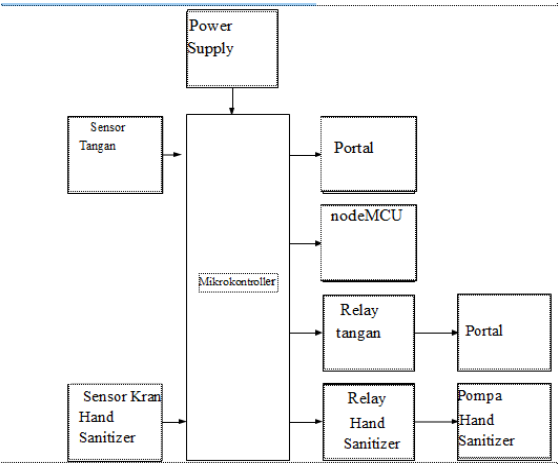 Power
Supply
Sensor
Tangan
Portal
nodeMCU
Mikrokontroller
Relay
tangan
Portal
Sensor Kran
Hand
Sanitizer
Relay
Hand
Sanitizer
Pompa
Hand
Sanitizer